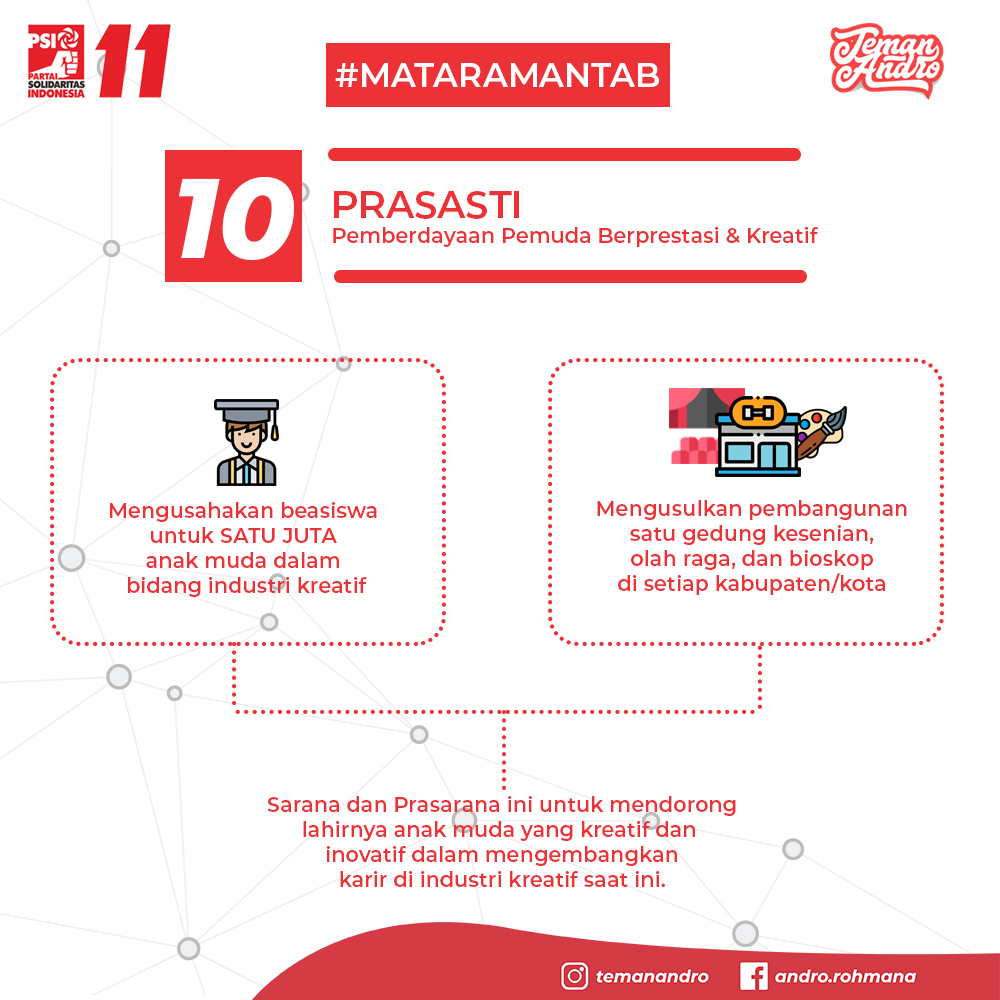 PSI
PARTAI
SOLIDARITAS
INDONESIA
11
#MATARAMANTAB
Teman
Andro
10
PRASASTI
Pemberdayaan Pemuda Berprestasi & Kreatif
Mengusahakan beasiswa
untuk SATU JUTA
anak muda dalam
bidang industri kreatif
Mengusulkan pembangunan
satu gedung kesenian,
olah raga, dan bioskop
di setiap kabupaten/kota
Sarana dan Prasarana ini untuk mendorong
lahirnya anak muda yang kreatif dan
inovatif dalam mengembangkan
karir di industri kreatif saat ini.
temanandro
andro.rohmana